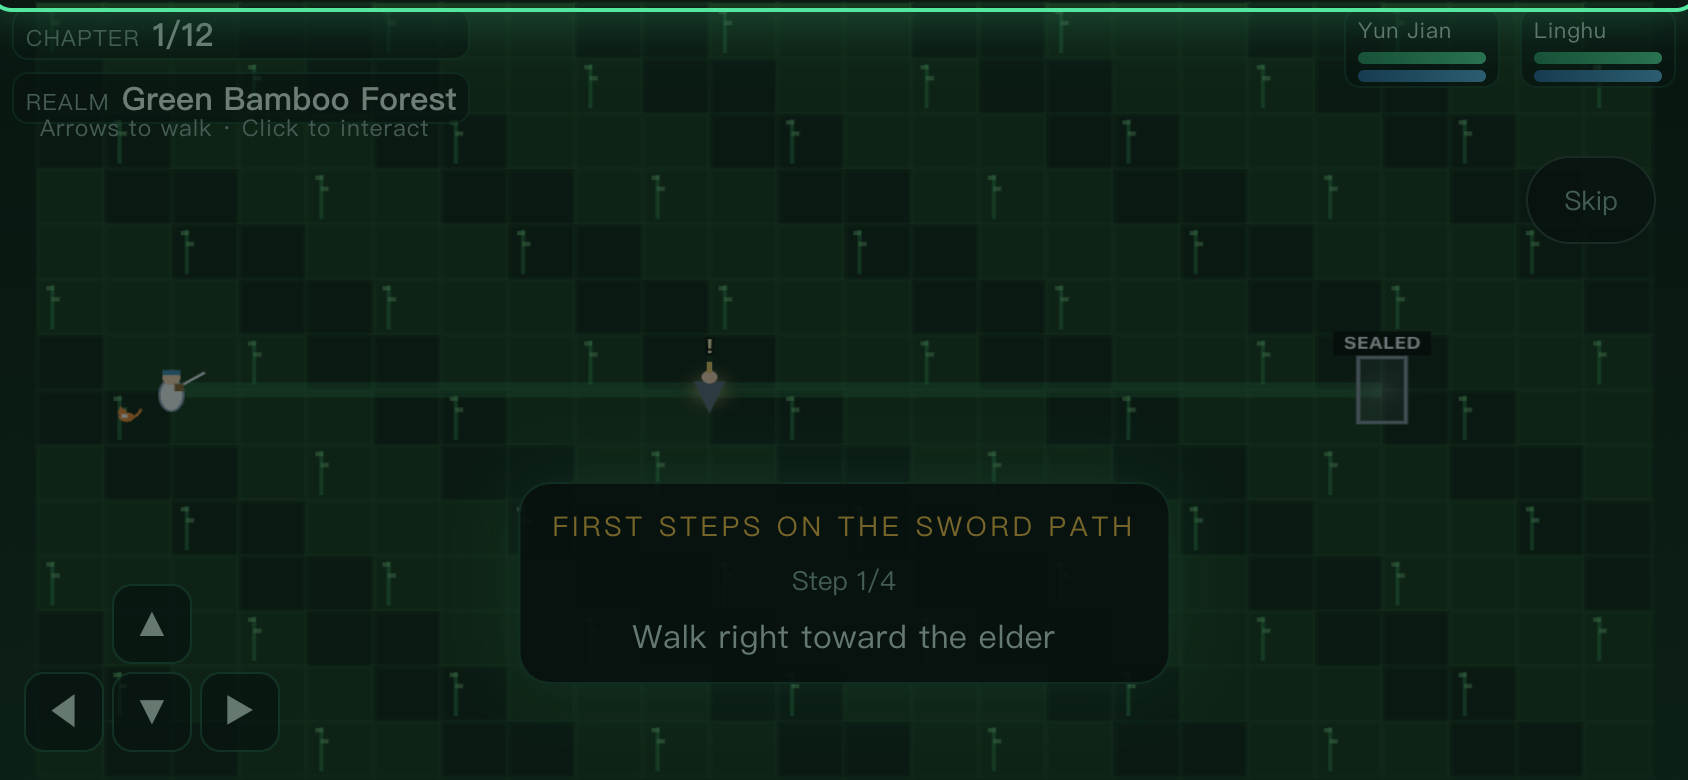 CHAPTER 1/12
REALM Green Bamboo Forest
Arrows to walk · Click to interact
Yun Jian
Linghu
Skip
!
SEALED
FIRST STEPS ON THE SWORD PATH
Step 1/4
Walk right toward the elder